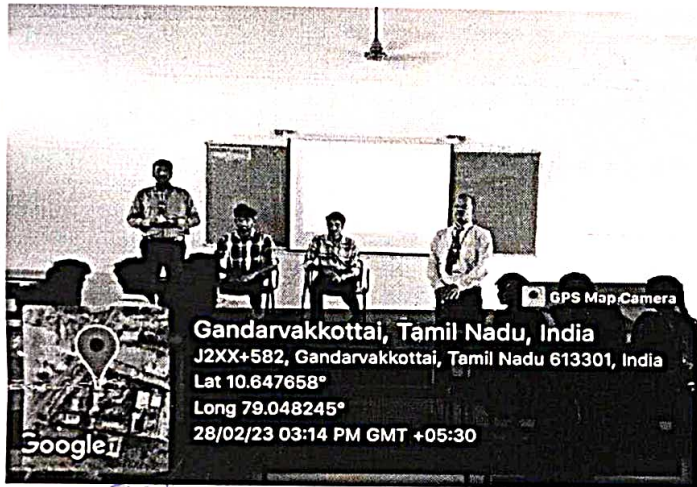 GPS Map Camera
Gandarvakkottai, Tamil Nadu, India
J2XX+582, Gandarvakkottai, Tamil Nadu 613301, India
Lat 10.647658°
Long 79.048245°
28/02/23 03:14 PM GMT +05:30
Google